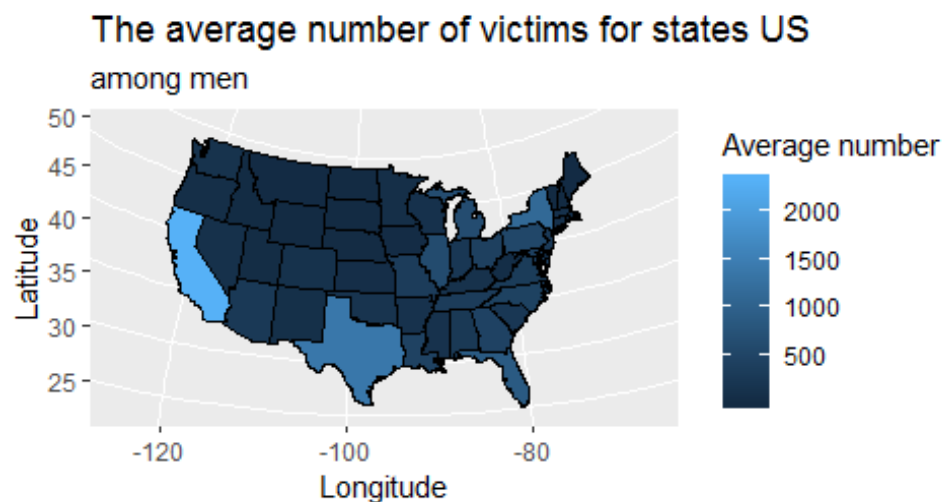 The average number of victims for states US
among men
50
45
40
35
30
25
Latitude
-120
-100
-80
Longitude
Average number
2000
1500
1000
500